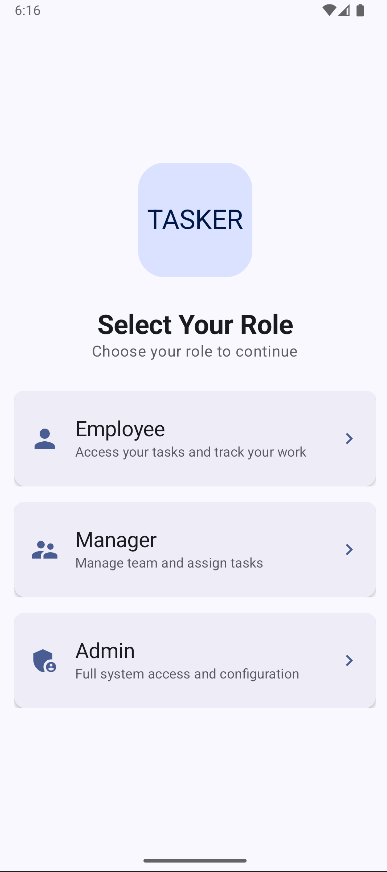 6:16
TASKER
Select Your Role
Choose your role to continue
Employee
Access your tasks and track your work
Manager
Manage team and assign tasks
Admin
Full system access and configuration